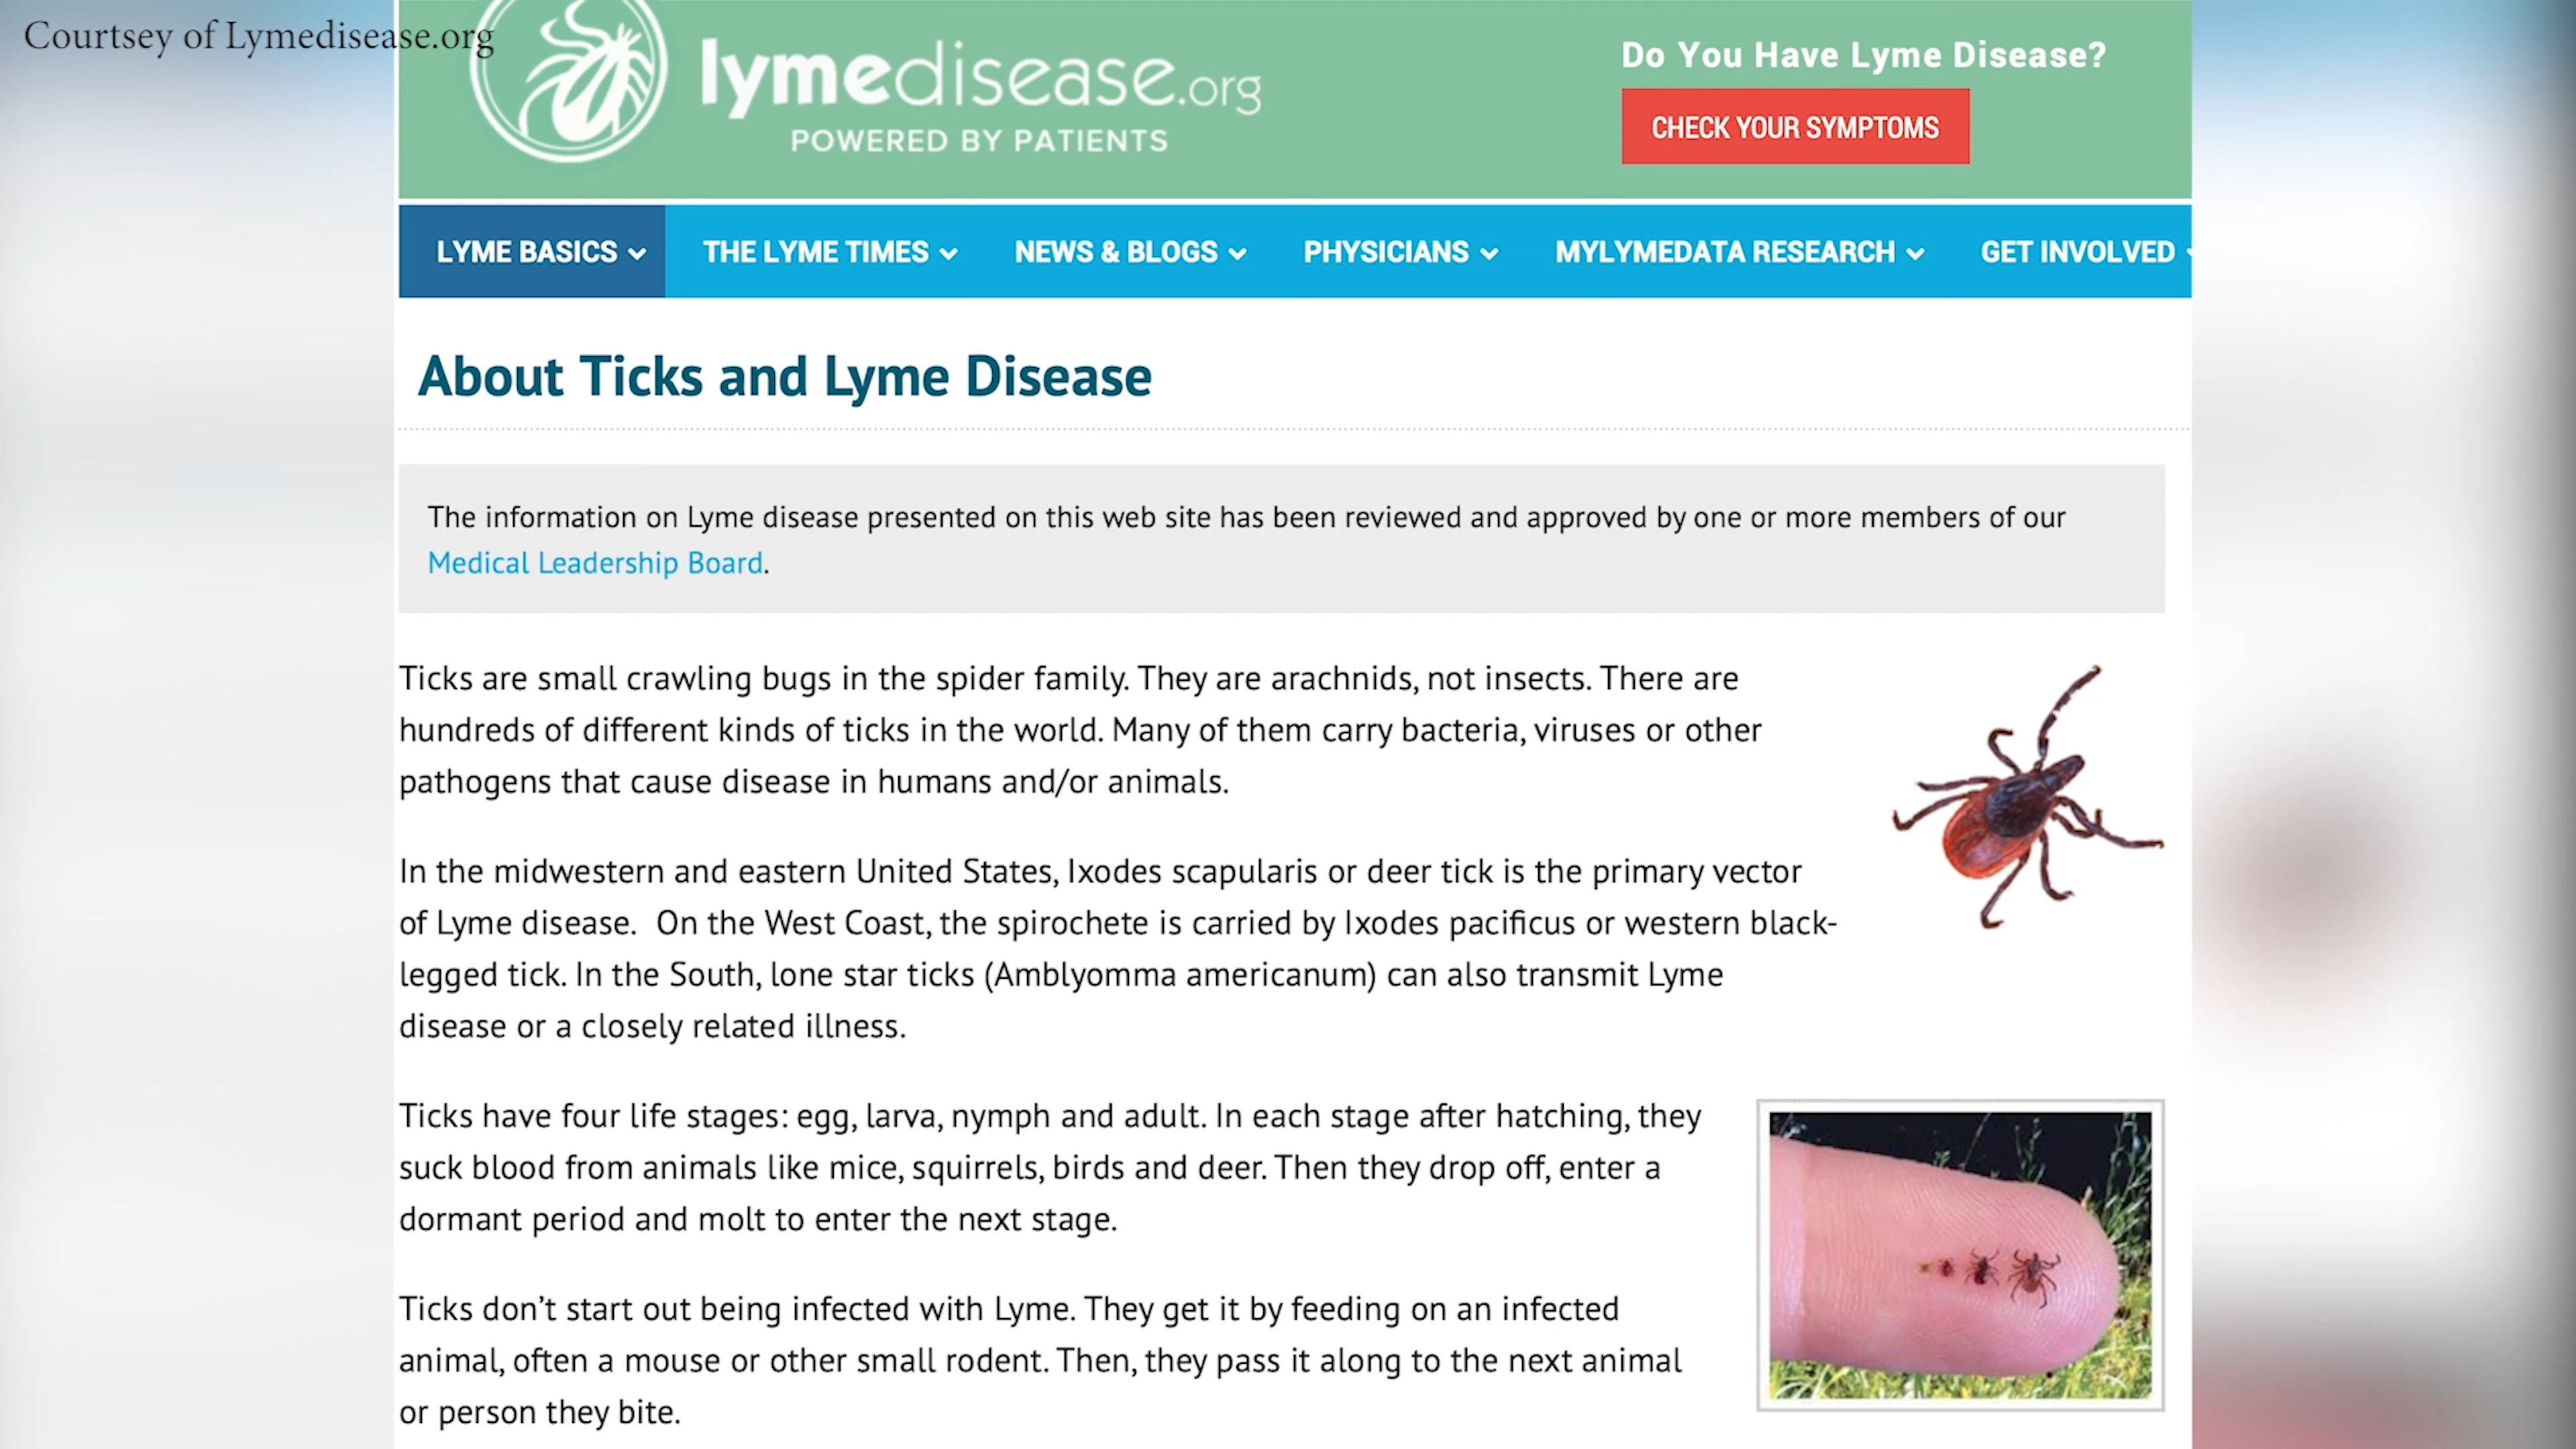 Courtsey of Lymedisease.org
lymedisease.org
POWERED BY PATIENTS
Do You Have Lyme Disease?
CHECK YOUR SYMPTOMS
LYME BASICS THE LYME TIMES NEWS & BLOGS PHYSICIANS MYLYMEDATA RESEARCH GET INVOLVED
About Ticks and Lyme Disease
The information on Lyme disease presented on this web site has been reviewed and approved by one or more members of our
Medical Leadership Board.
Ticks are small crawling bugs in the spider family. They are arachnids, not insects. There are
hundreds of different kinds of ticks in the world. Many of them carry bacteria, viruses or other
pathogens that cause disease in humans and/or animals.
In the midwestern and eastern United States, Ixodes scapularis or deer tick is the primary vector
of Lyme disease.  On the West Coast, the spirochete is carried by Ixodes pacificus or western black-
legged tick. In the South, lone star ticks (Amblyomma americanum) can also transmit Lyme
disease or a closely related illness.
Ticks have four life stages: egg, larva, nymph and adult. In each stage after hatching, they
suck blood from animals like mice, squirrels, birds and deer. Then they drop off, enter a
dormant period and molt to enter the next stage.
Ticks don’t start out being infected with Lyme. They get it by feeding on an infected
animal, often a mouse or other small rodent. Then, they pass it along to the next animal
or person they bite.